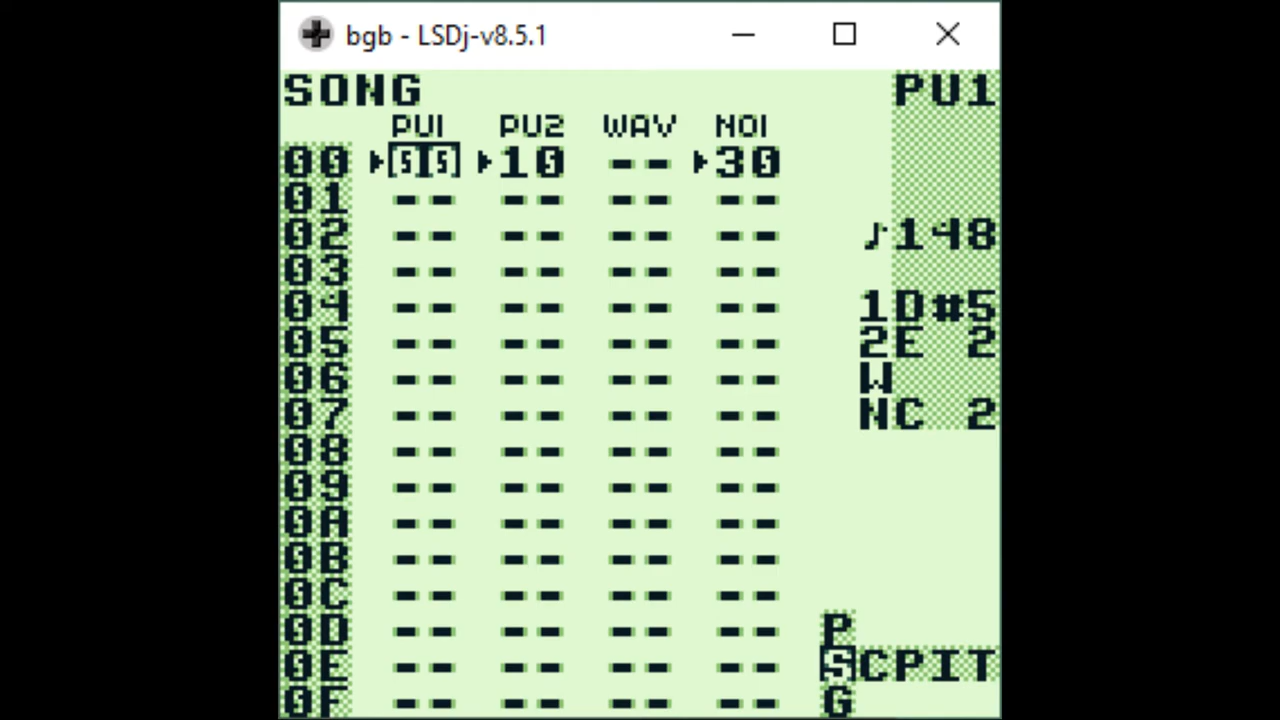 bgb - LSDj-v8.5.1
SONG PU1
PU1 PU2 WAV NOI
00 10 -- 30
01 -- -- -- --
02 -- -- -- -- ♪148
03 -- -- -- --
04 -- -- -- -- 1D#5
05 -- -- -- -- 2E 2
06 -- -- -- -- W
07 -- -- -- -- NC 2
08 -- -- -- --
09 -- -- -- --
0A -- -- -- --
0B -- -- -- --
0C -- -- -- --
0D -- -- -- -- P
0E -- -- -- -- SCPIT
0F -- -- -- -- G